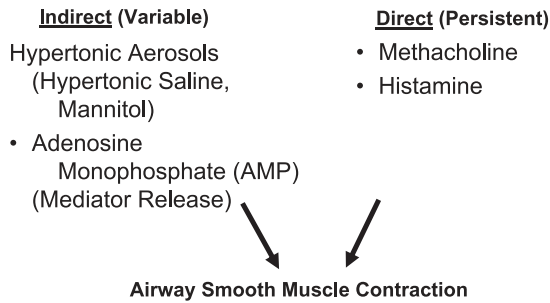 Indirect (Variable)
Hypertonic Aerosols
(Hypertonic Saline,
Mannitol)
• Adenosine
Monophosphate (AMP)
(Mediator Release)
Direct (Persistent)
• Methacholine
• Histamine
Airway Smooth Muscle Contraction